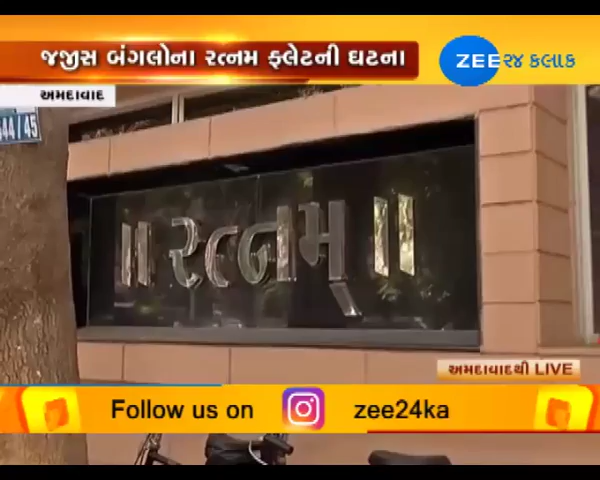 જજીસ બંગલોના રત્નમ ફ્લેટની ઘટના
ZEE ૨૪ કલાક
અમદાવાદ
444/45
॥ રત્નમ્ ॥
અમદાવાદથી LIVE
Follow us on zee24ka